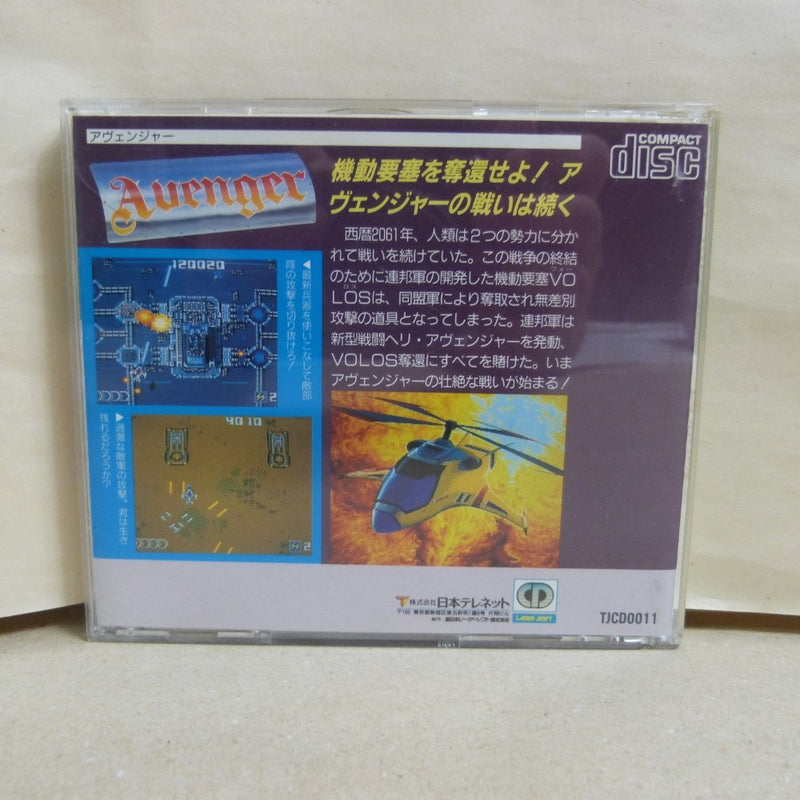 アヴェンジャー
COMPACT
disc
Avenger
機動要塞を奪還せよ! ア
ヴェンジャーの戦いは続く
西暦2061年、人類は2つの勢力に分か
れて戦いを続けていた。この戦争の終結
のために連邦軍の開発した機動要塞VO
LOSは、同盟軍により奪取され無差別
攻撃の道具となってしまった。連邦軍は
新型戦闘ヘリ・アヴェンジャーを発動、
VOLOS奪還にすべてを賭けた。いま
アヴェンジャーの壮絶な戦いが始まる!
◀最新兵器を使いこなして敵部
隊の攻撃を切り抜けろ!
120020
2
▶過激な敵軍の攻撃。君は生き
残れるだろうか?
4010
2
株式会社日本テレネット
CD
LASER SOFT
TJCD0011